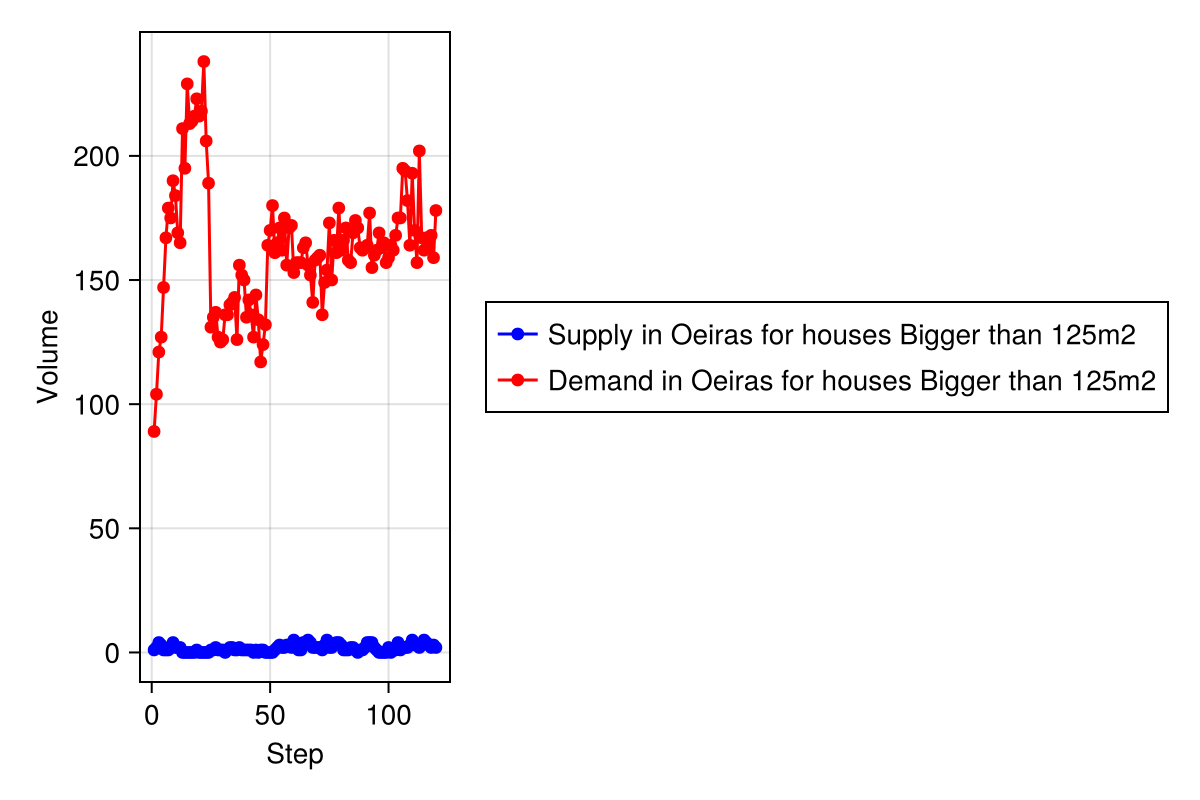 Volume
200
150
100
50
0
0 50 100
Step
Supply in Oeiras for houses Bigger than 125m2
Demand in Oeiras for houses Bigger than 125m2